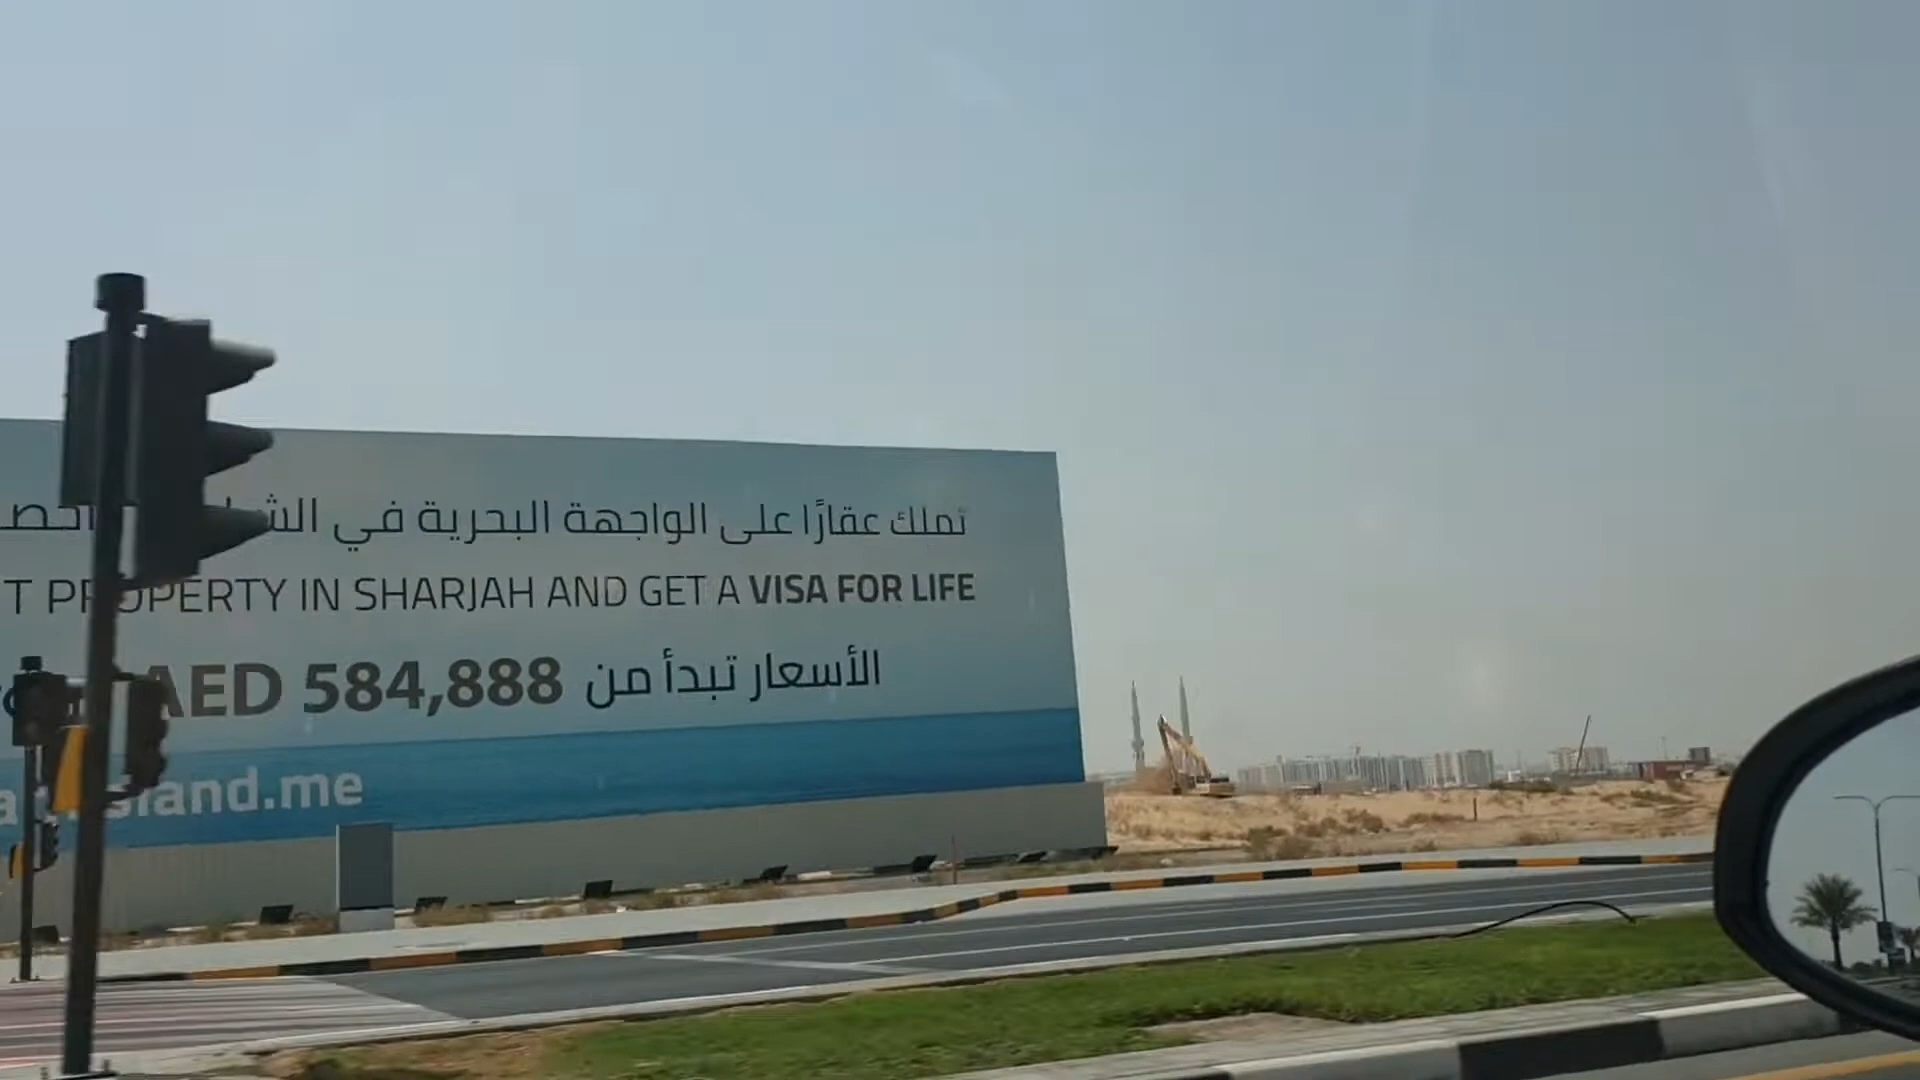 تملك عقارًا على الواجهة البحرية في
T PROPERTY IN SHARJAH AND GET A VISA FOR LIFE
الأسعار تبدأ من AED 584,888
island.me